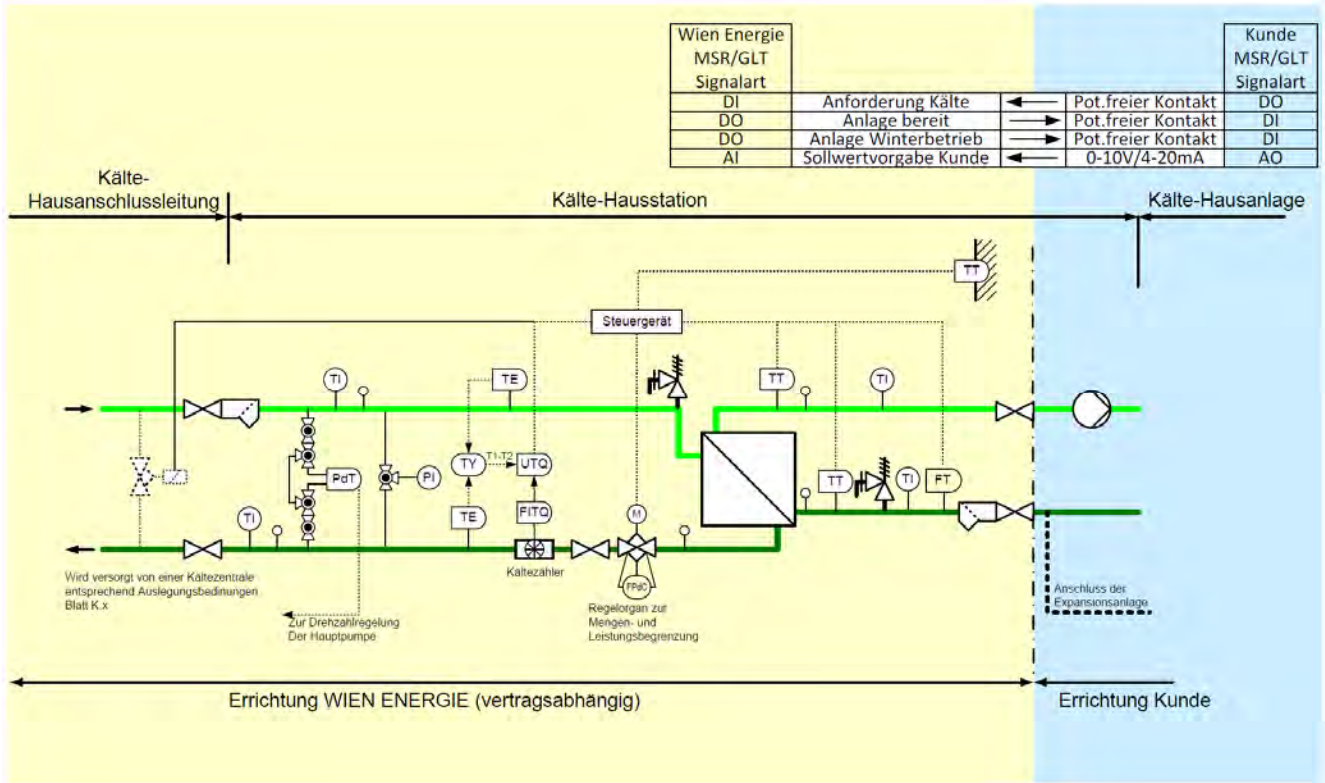 Wien Energie
MSR/GLT
Signalart
Kunde
MSR/GLT
Signalart
DI Anforderung Kälte Pot.freier Kontakt DO
DO Anlage bereit Pot.freier Kontakt DI
DO Anlage Winterbetrieb Pot.freier Kontakt DI
AI Sollwertvorgabe Kunde 0-10V/4-20mA AO
Kälte-
Hausanschlussleitung
Kälte-Hausstation
Kälte-Hausanlage
TT
Steuergerät
TI
TE
TT
TI
TY
T1-T2
UTQ
PdT
PI
TT
TI
FT
TI
TE
FITQ
M
Kältezähler
FPdC
Wird versorgt von einer Kältezentrale
entsprechend Auslegungsbedinungen
Blatt K.x
Zur Drehzahlregelung
Der Hauptpumpe
Regelorgan zur
Mengen- und
Leistungsbegrenzung
Anschluss der
Expansionsanlage
Errichtung WIEN ENERGIE (vertragsabhängig)
Errichtung Kunde